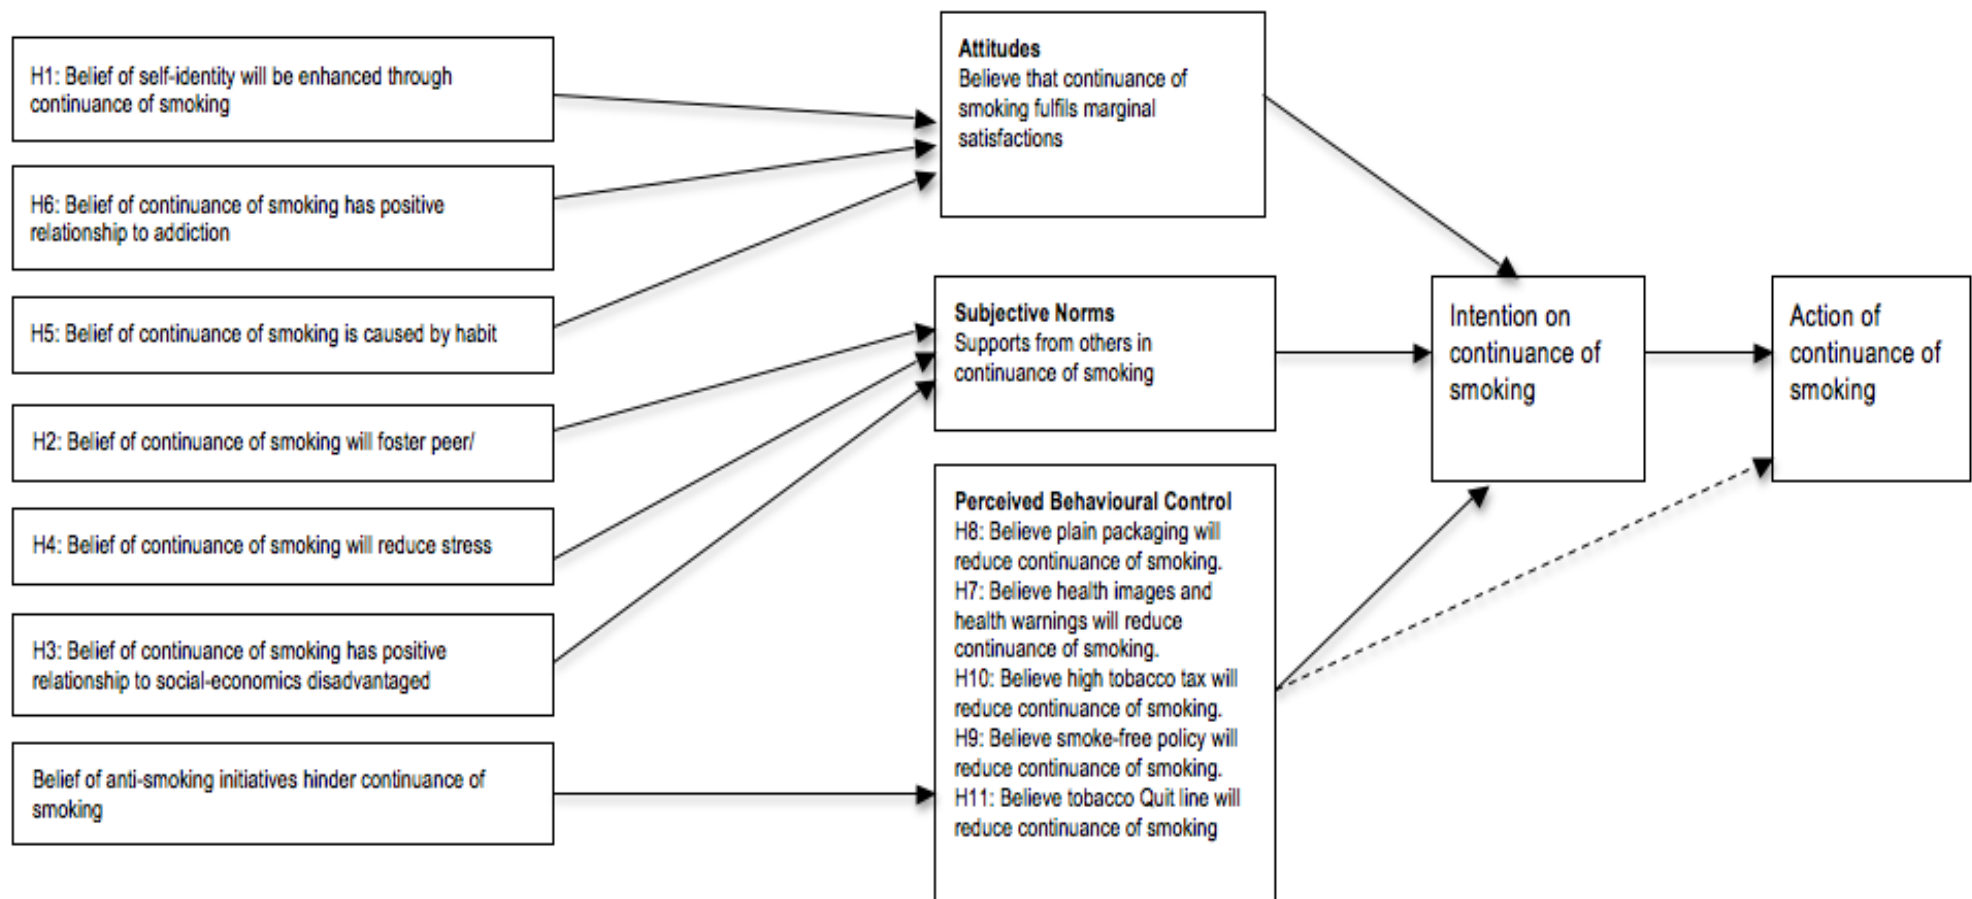 H1: Belief of self-identity will be enhanced through
continuance of smoking
H6: Belief of continuance of smoking has positive
relationship to addiction
H5: Belief of continuance of smoking is caused by habit
H2: Belief of continuance of smoking will foster peer/
H4: Belief of continuance of smoking will reduce stress
H3: Belief of continuance of smoking has positive
relationship to social-economics disadvantaged
Belief of anti-smoking initiatives hinder continuance of
smoking
Attitudes
Believe that continuance of
smoking fulfils marginal
satisfactions
Subjective Norms
Supports from others in
continuance of smoking
Perceived Behavioural Control
H8: Believe plain packaging will
reduce continuance of smoking.
H7: Believe health images and
health warnings will reduce
continuance of smoking.
H10: Believe high tobacco tax will
reduce continuance of smoking.
H9: Believe smoke-free policy will
reduce continuance of smoking.
H11: Believe tobacco Quit line will
reduce continuance of smoking
Intention on
continuance of
smoking
Action of
continuance of
smoking